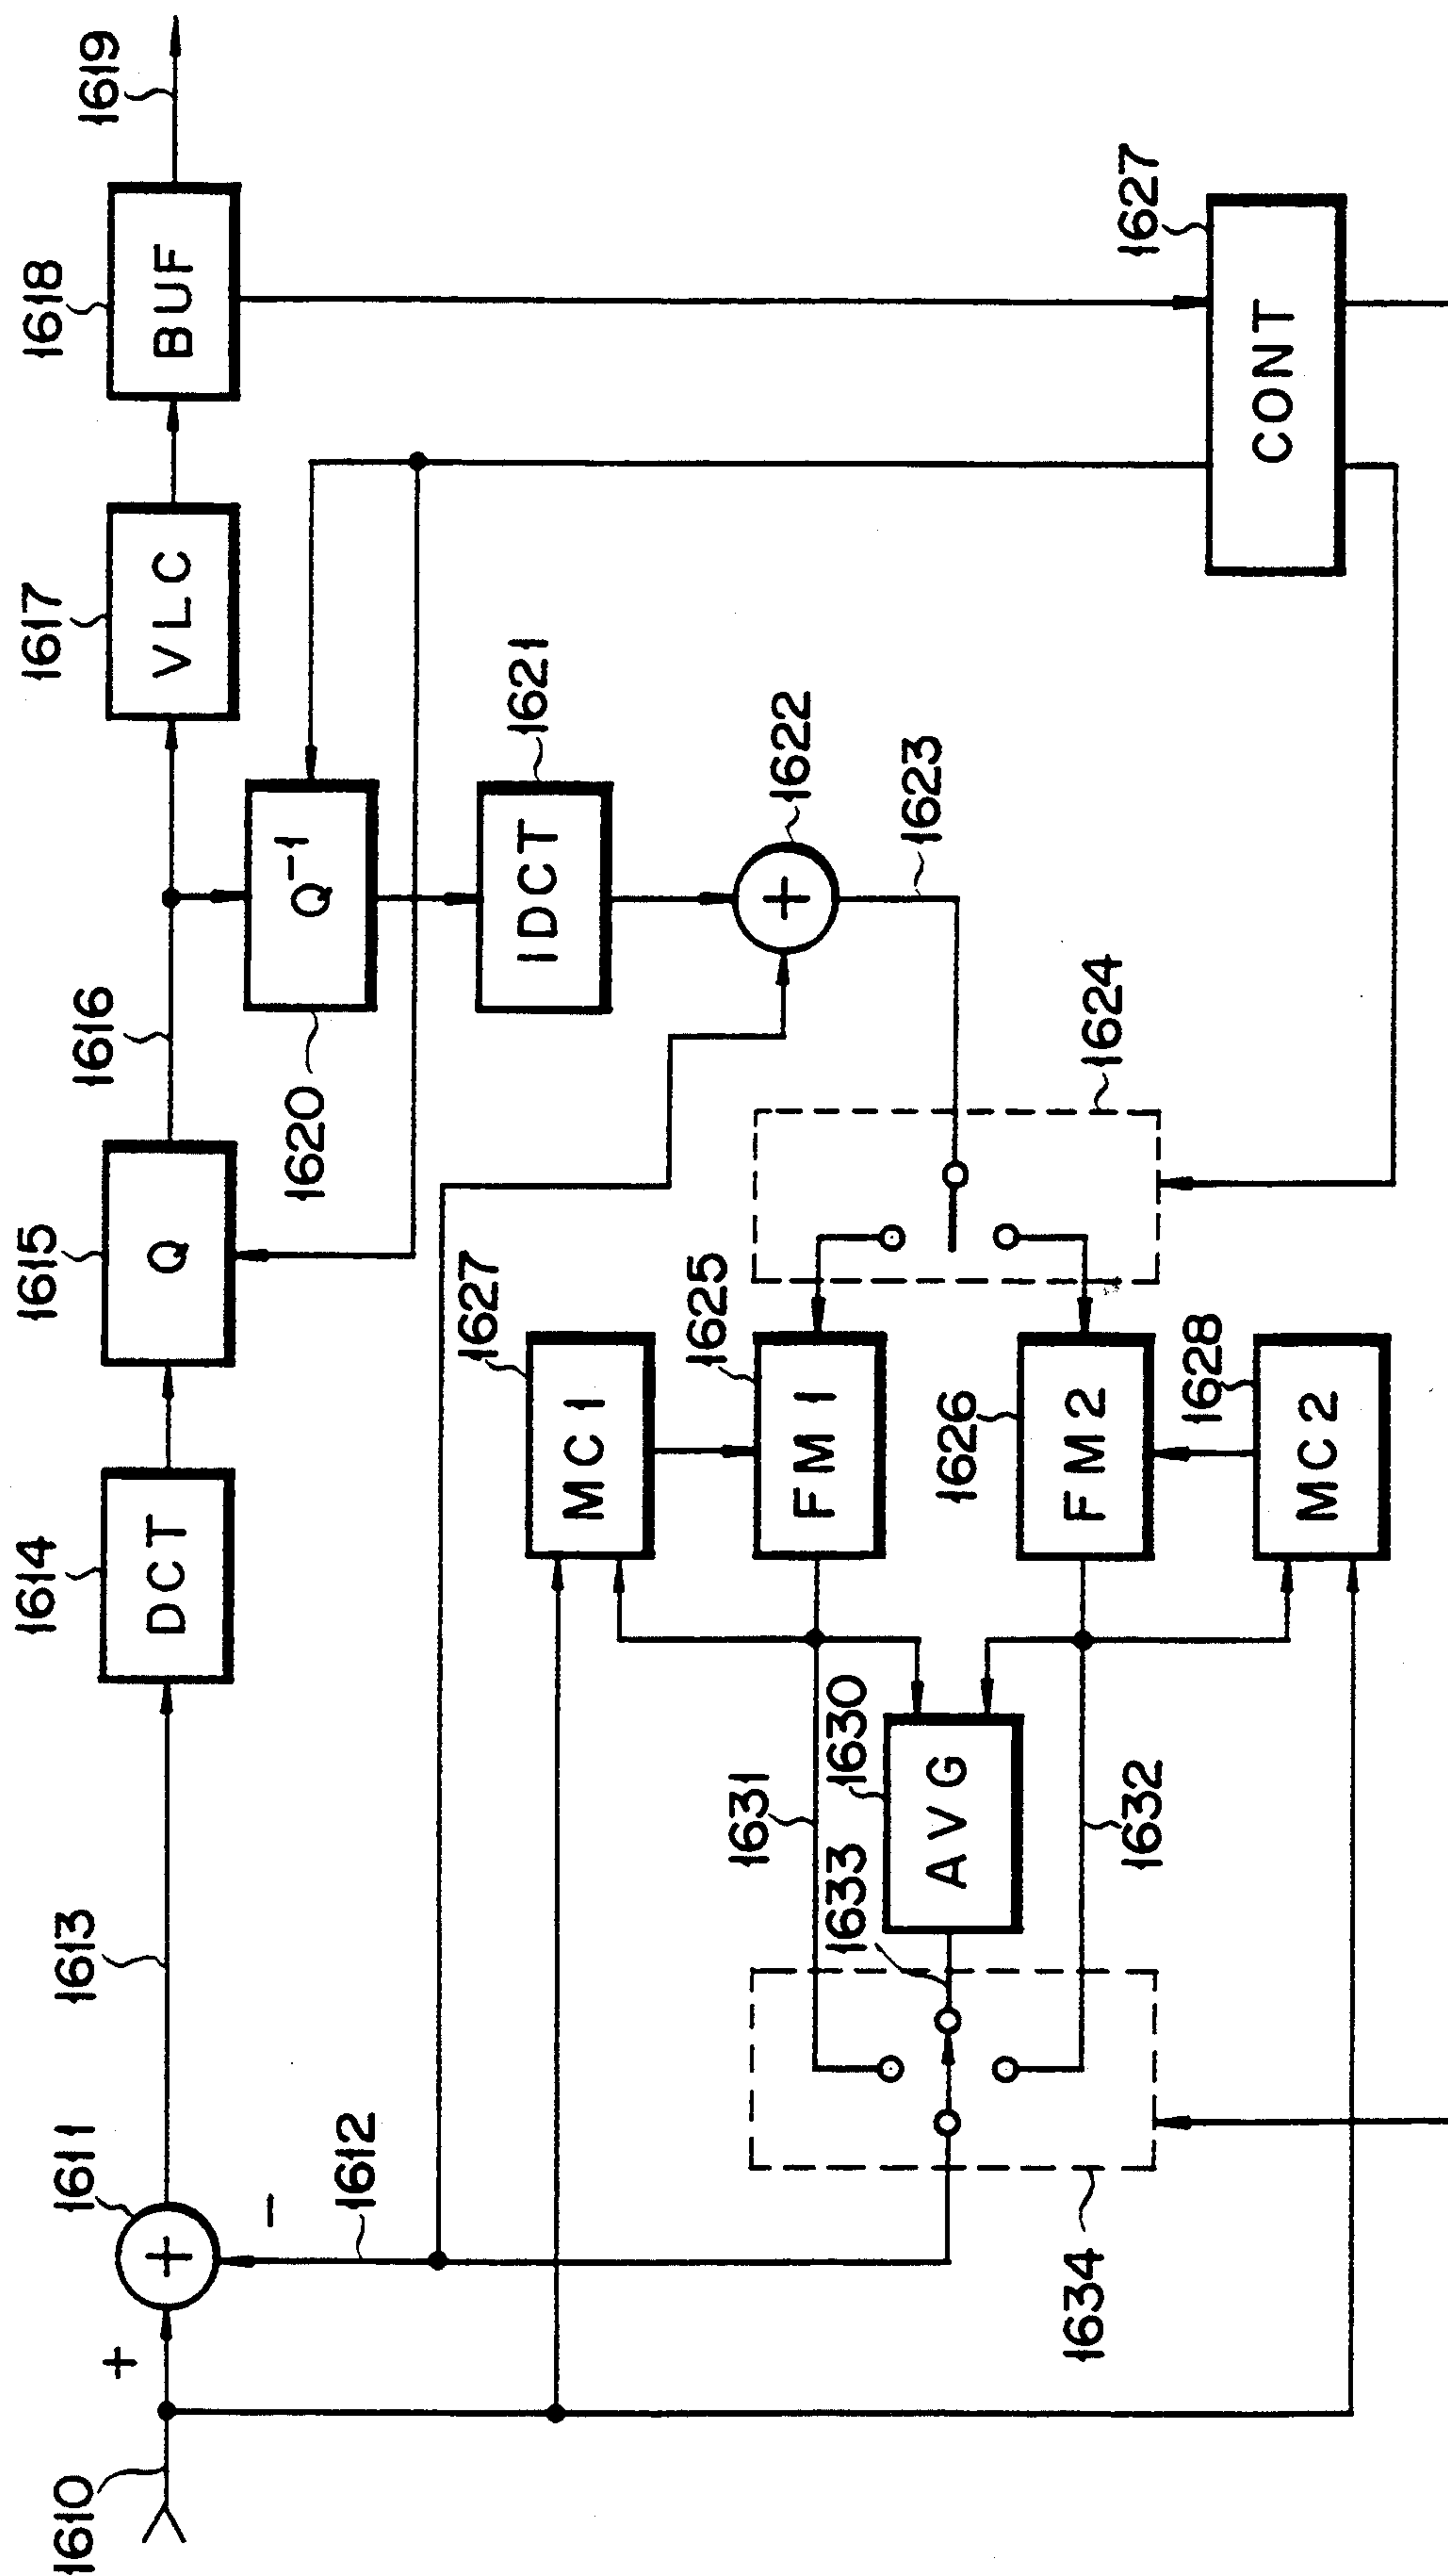 1610
+
1611
+
−
1612
1613
1614
DCT
1615
Q
1616
1617
VLC
1618
BUF
1619
1620
Q⁻¹
1621
IDCT
1622
+
1623
1624
1627
MC1
1625
FM1
1626
FM2
1628
MC2
1627
CONT
1630
AVG
1631
1632
1633
1634